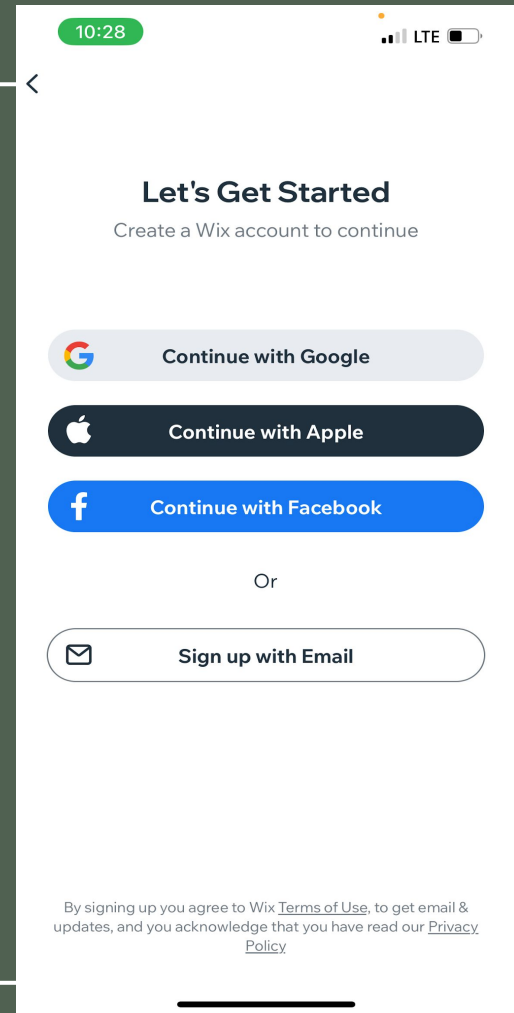 10:28
LTE
Let's Get Started
Create a Wix account to continue
Continue with Google
Continue with Apple
Continue with Facebook
Or
Sign up with Email
By signing up you agree to Wix Terms of Use, to get email &
updates, and you acknowledge that you have read our Privacy
Policy